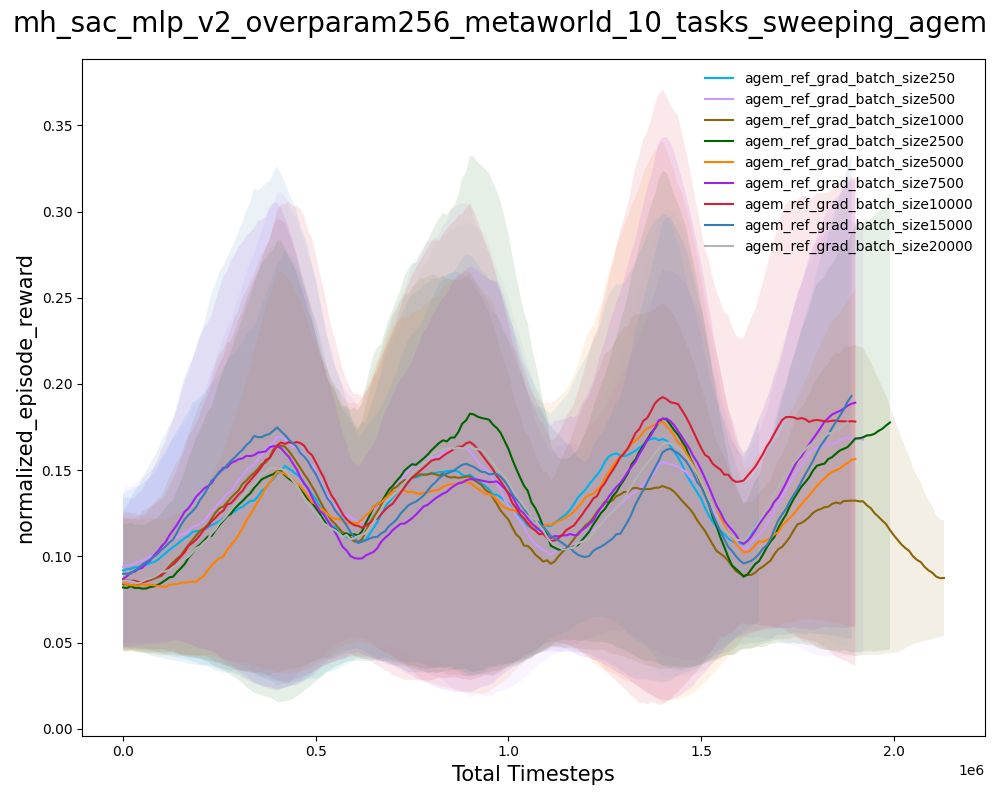 mh_sac_mlp_v2_overparam256_metaworld_10_tasks_sweeping_agem
agem_ref_grad_batch_size250
agem_ref_grad_batch_size500
agem_ref_grad_batch_size1000
agem_ref_grad_batch_size2500
agem_ref_grad_batch_size5000
agem_ref_grad_batch_size7500
agem_ref_grad_batch_size10000
agem_ref_grad_batch_size15000
agem_ref_grad_batch_size20000
normalized_episode_reward
0.35
0.30
0.25
0.20
0.15
0.10
0.05
0.00
0.0
0.5
1.0
1.5
2.0
1e6
Total Timesteps